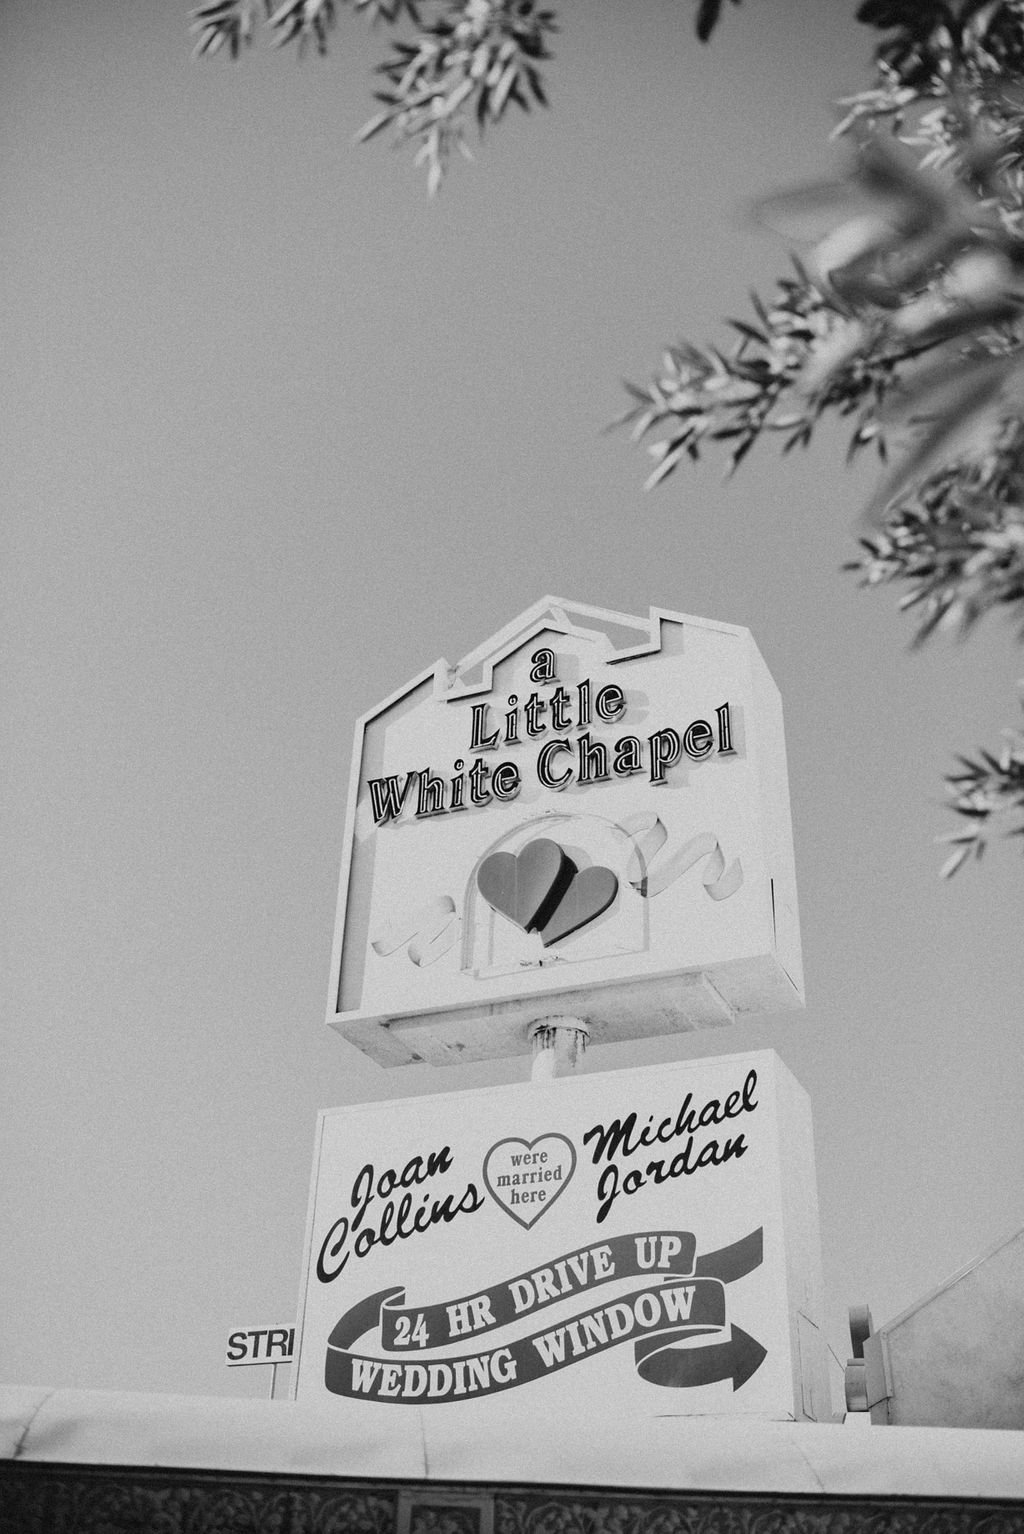 a
Little
White Chapel
Joan
Collins
were
married
here
Michael
Jordan
24 HR DRIVE UP
WEDDING WINDOW
STRI